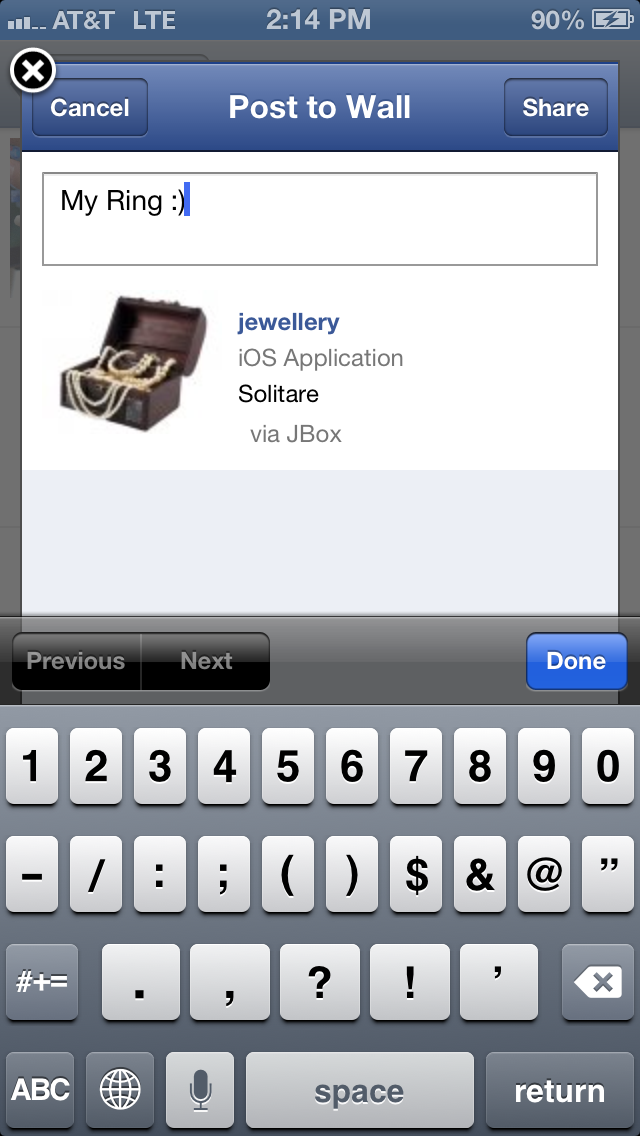 AT&T LTE 2:14 PM 90%
Cancel Post to Wall Share
My Ring :)
jewellery
iOS Application
Solitare
via JBox
Previous Next Done
1 2 3 4 5 6 7 8 9 0
- / : ; ( ) $ & @ ”
#+= . , ? ! ’
ABC space return